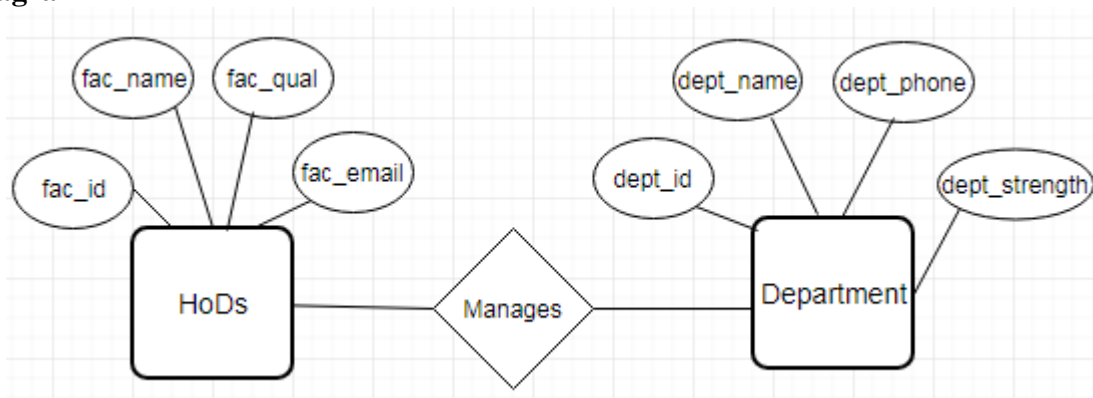 fac_name
fac_qual
dept_name
dept_phone
fac_id
fac_email
dept_id
dept_strength
HoDs
Manages
Department